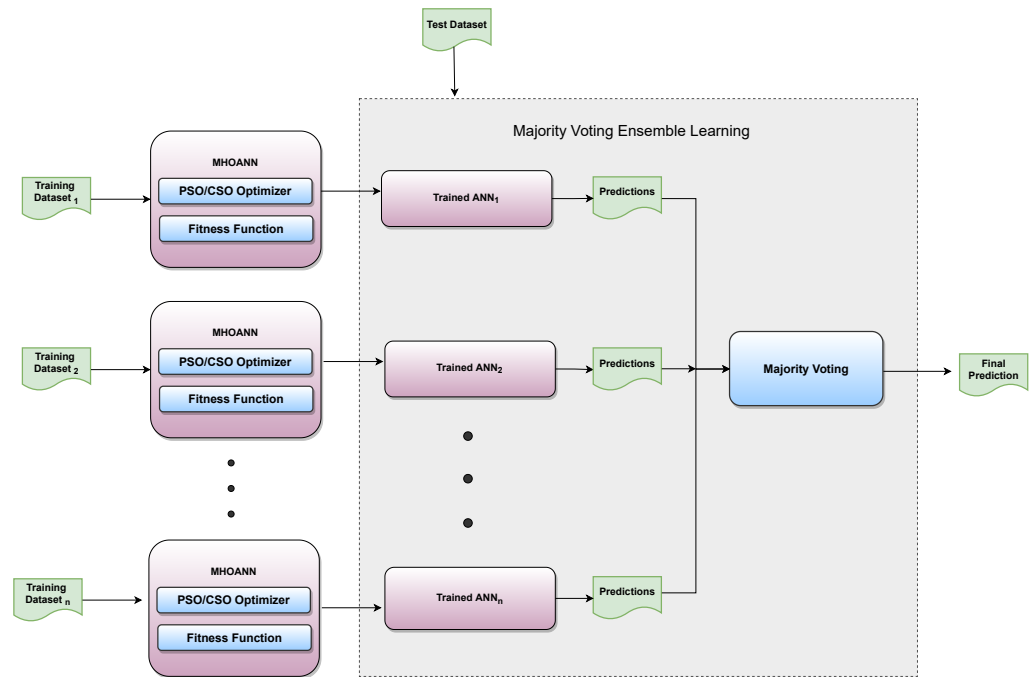 Test Dataset
Majority Voting Ensemble Learning
MHOANN
Training
Dataset 1
PSO/CSO Optimizer
Fitness Function
Trained ANN1
Predictions
MHOANN
Training
Dataset 2
PSO/CSO Optimizer
Fitness Function
Trained ANN2
Predictions
Majority Voting
Final
Prediction
MHOANN
Training
Dataset n
PSO/CSO Optimizer
Fitness Function
Trained ANNn
Predictions